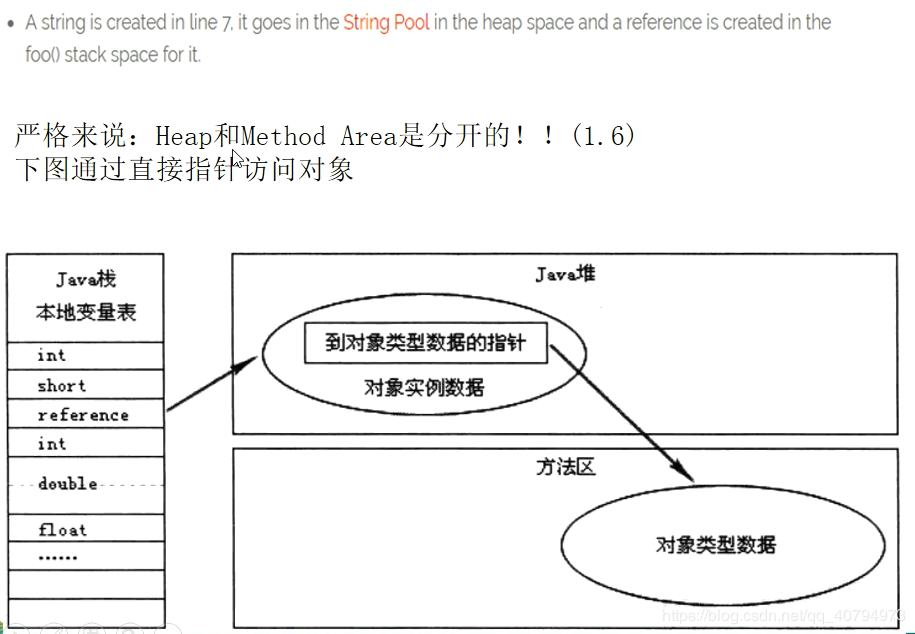 • A string is created in line 7, it goes in the String Pool in the heap space and a reference is created in the
foo() stack space for it.
严格来说：Heap和Method Area是分开的！！(1.6)
下图通过直接指针访问对象
Java栈
本地变量表
int
short
reference
int
double
float
......
Java堆
到对象类型数据的指针
对象实例数据
方法区
对象类型数据
https://blog.csdn.net/qq_40794973